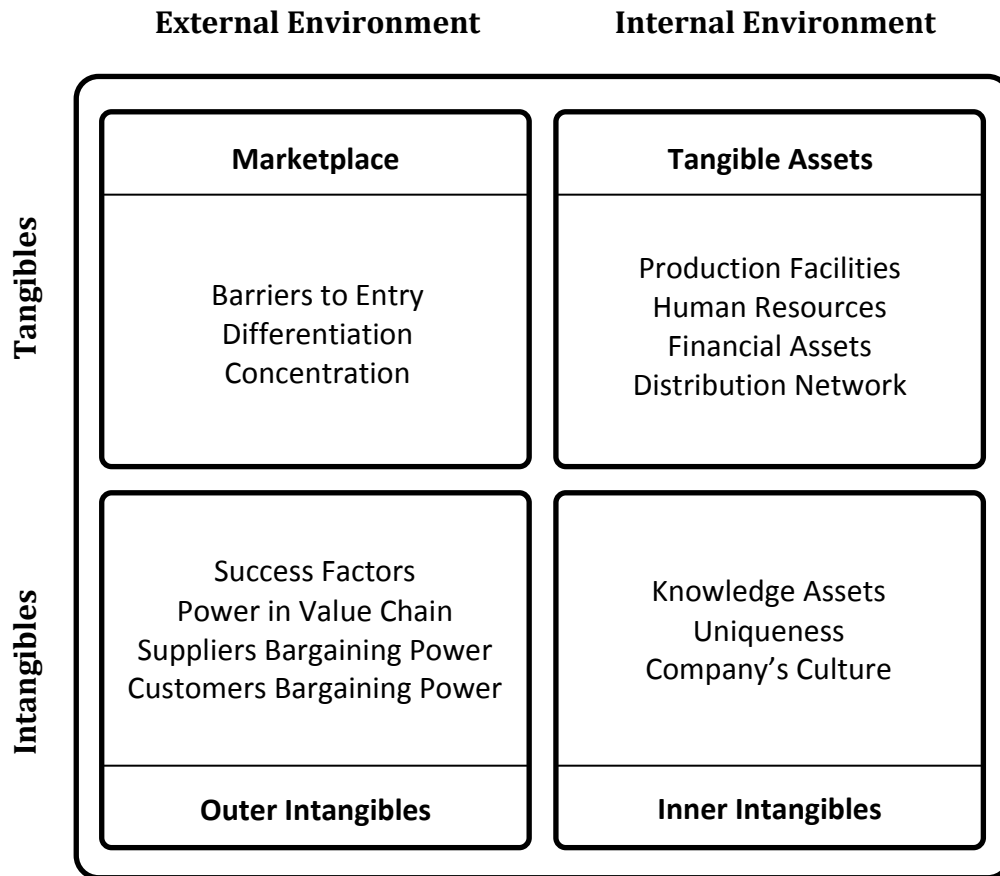 External Environment
Internal Environment
Tangibles
Marketplace
Barriers to Entry
Differentiation
Concentration
Tangible Assets
Production Facilities
Human Resources
Financial Assets
Distribution Network
Intangibles
Success Factors
Power in Value Chain
Suppliers Bargaining Power
Customers Bargaining Power
Outer Intangibles
Knowledge Assets
Uniqueness
Company’s Culture
Inner Intangibles